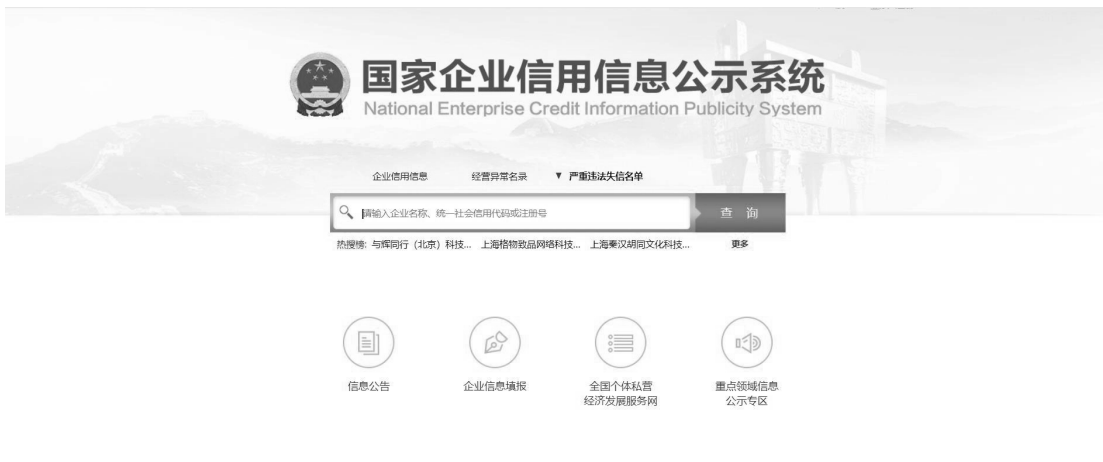 国家企业信用信息公示系统
National Enterprise Credit Information Publicity System
企业信用信息 经营异常名录 ▼ 严重违法失信名单
请输入企业名称、统一社会信用代码或注册号 查 询
热搜榜: 与辉同行（北京）科技... 上海格物致品网络科技... 上海秦汉胡同文化科技... 更多
信息公告 企业信息填报 全国个体私营 重点领域信息
经济发展服务网 公示专区